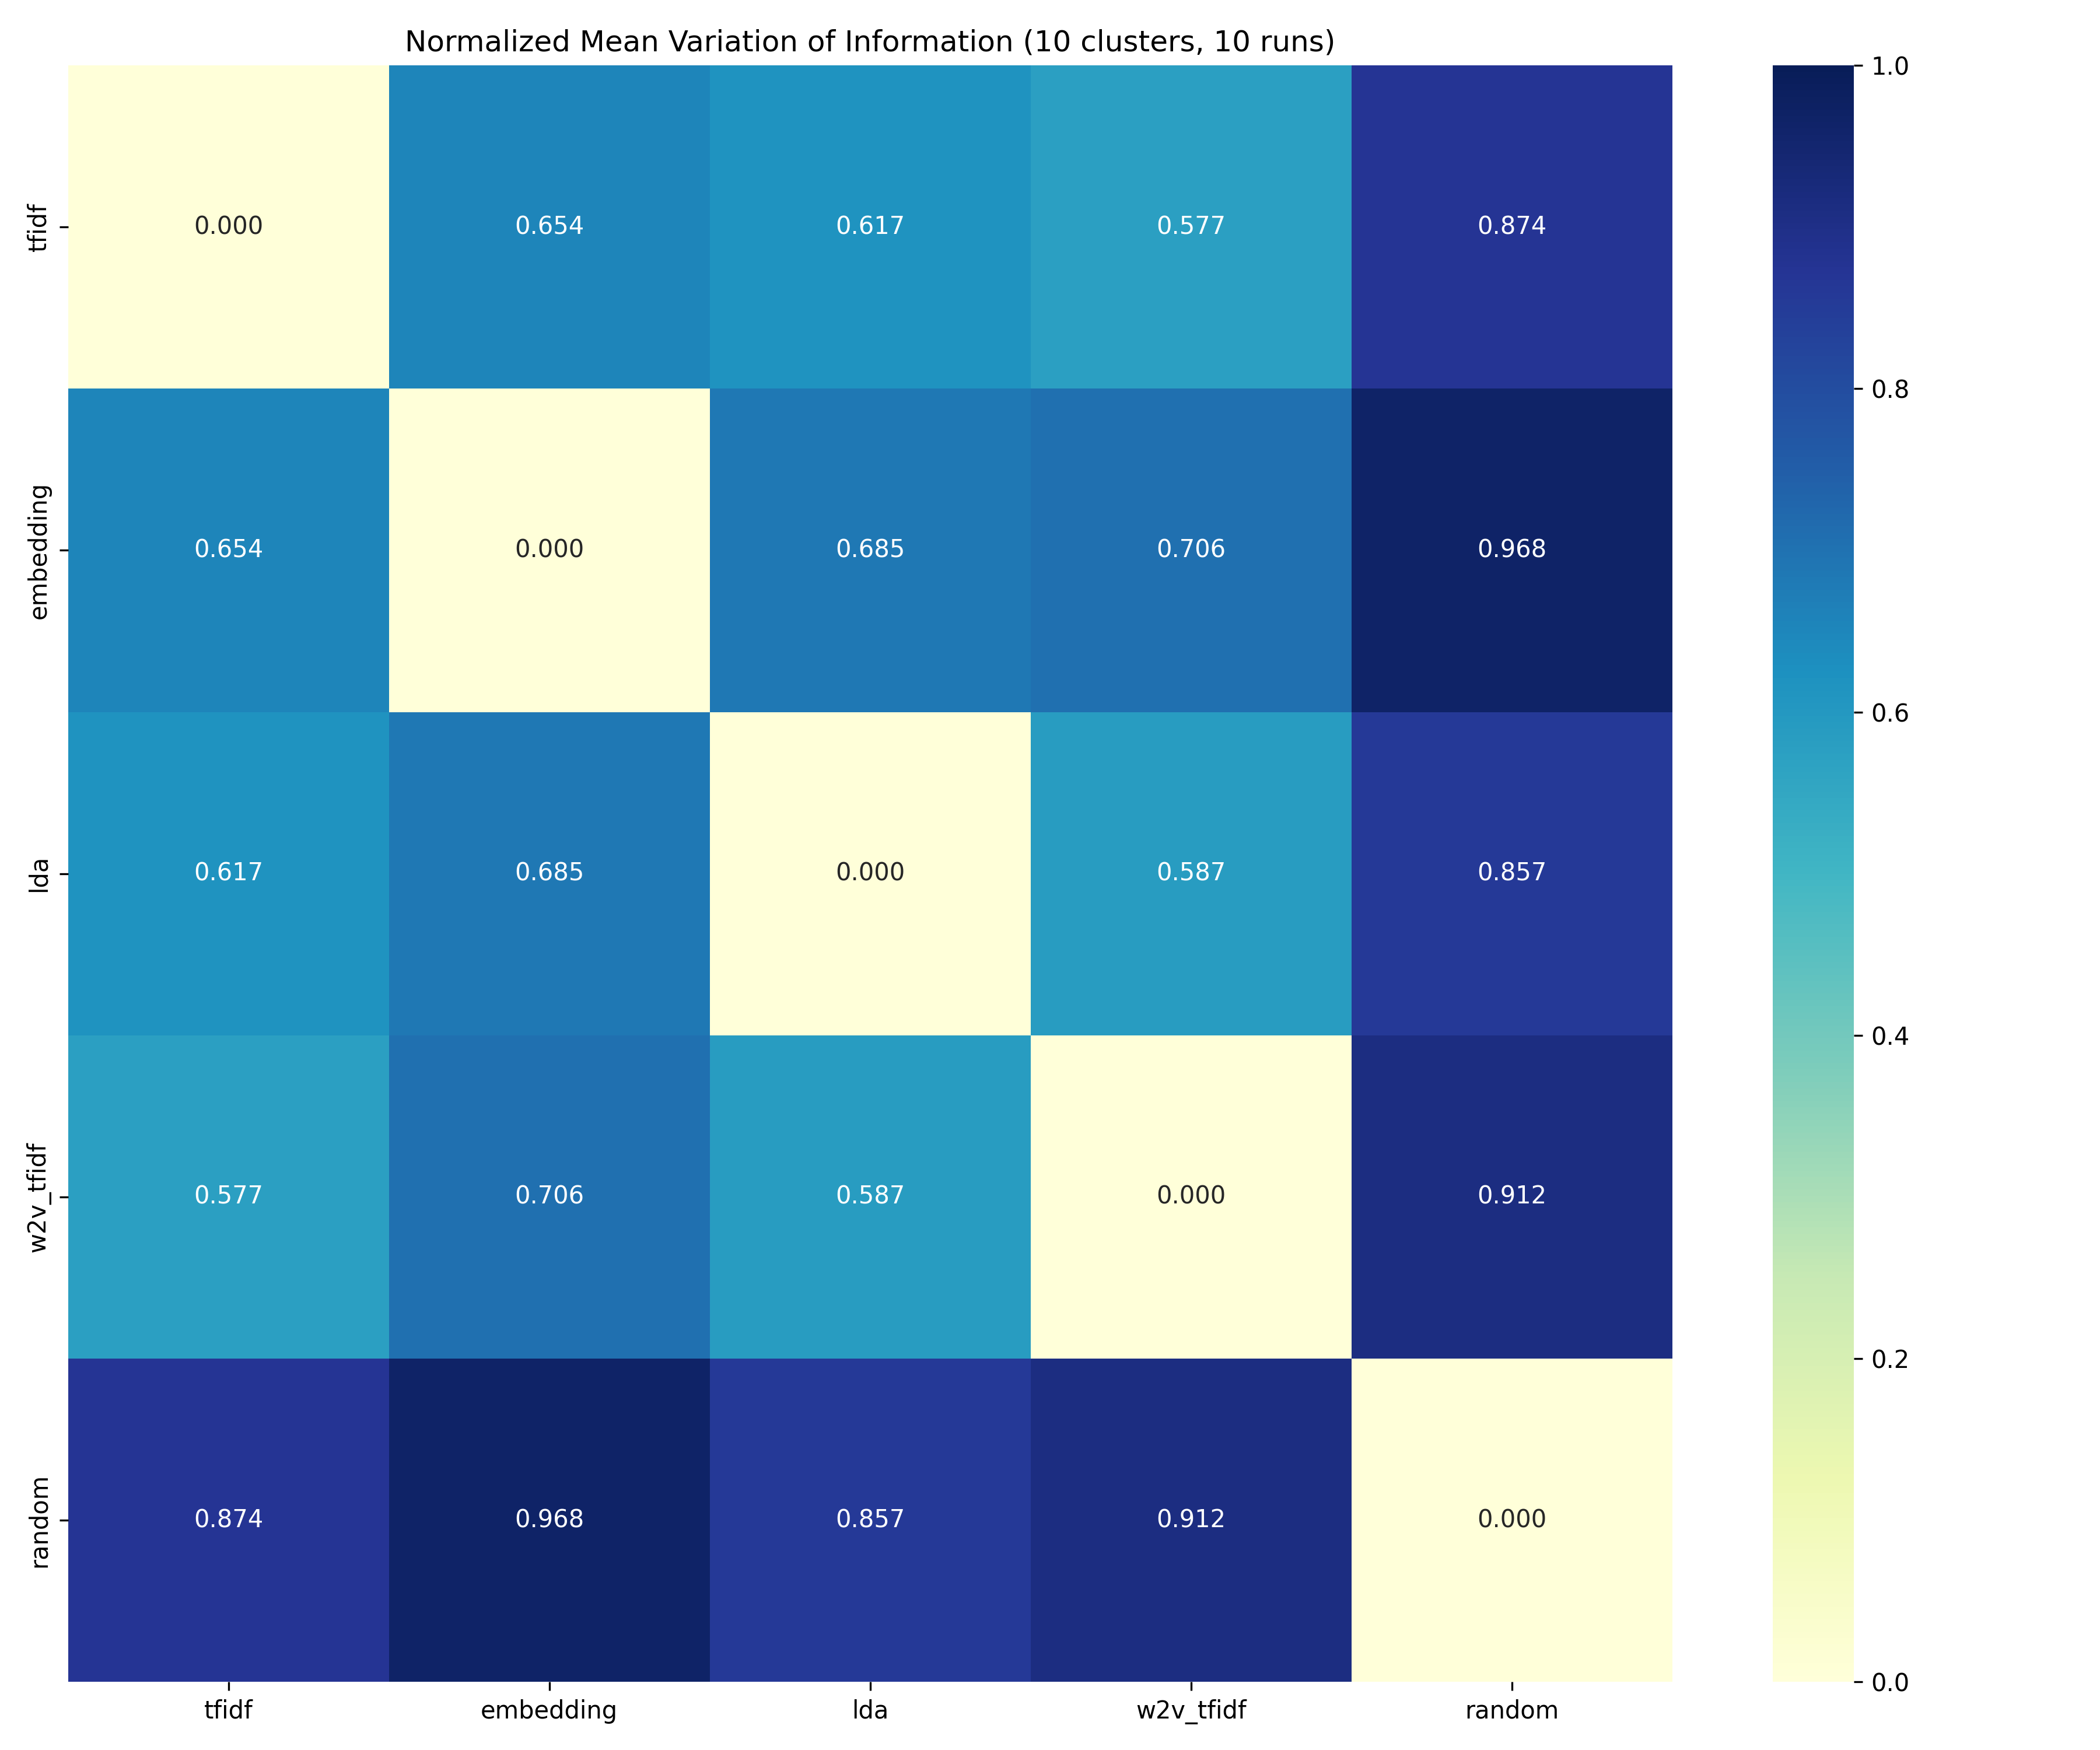 Normalized Mean Variation of Information (10 clusters, 10 runs)
tfidf
0.000 0.654 0.617 0.577 0.874
embedding
0.654 0.000 0.685 0.706 0.968
lda
0.617 0.685 0.000 0.587 0.857
w2v_tfidf
0.577 0.706 0.587 0.000 0.912
random
0.874 0.968 0.857 0.912 0.000
tfidf embedding lda w2v_tfidf random
1.0
0.8
0.6
0.4
0.2
0.0